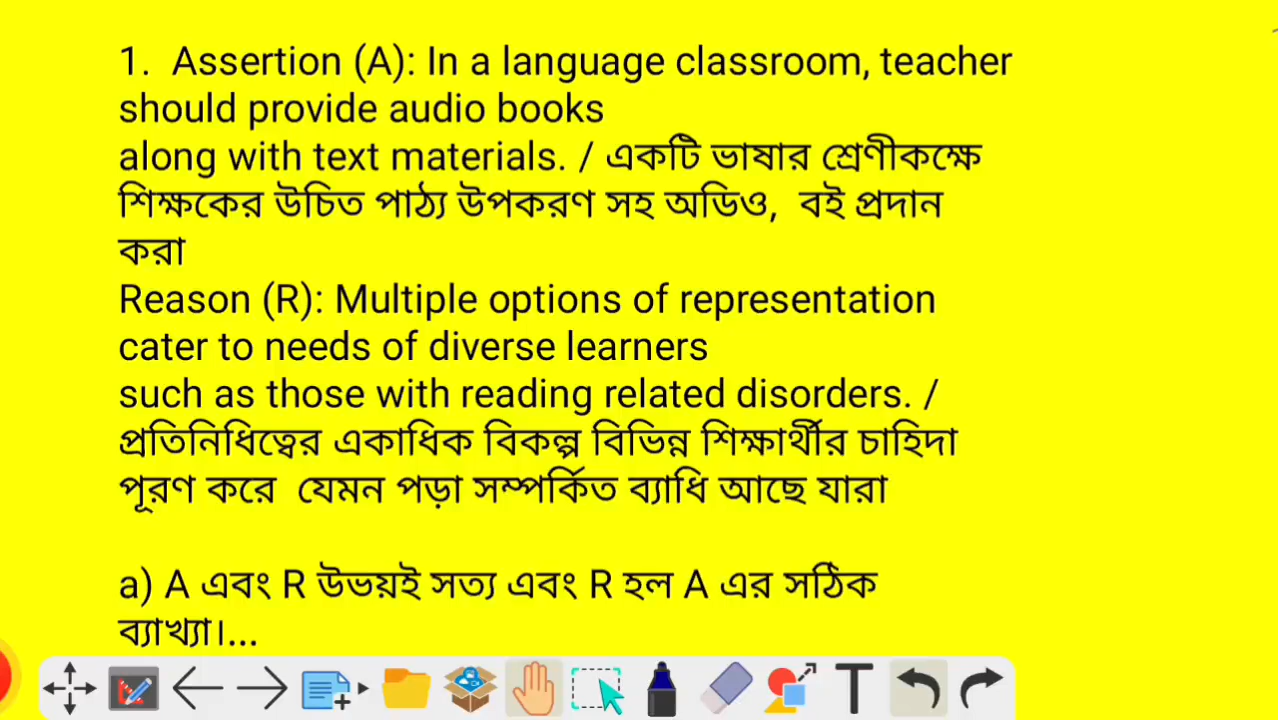 1. Assertion (A): In a language classroom, teacher
should provide audio books
along with text materials. / একটি ভাষার শ্রেণীকক্ষে
শিক্ষকের উচিত পাঠ্য উপকরণ সহ অডিও, বই প্রদান
করা
Reason (R): Multiple options of representation
cater to needs of diverse learners
such as those with reading related disorders. /
প্রতিনিধিত্বের একাধিক বিকল্প বিভিন্ন শিক্ষার্থীর চাহিদা
পূরণ করে যেমন পড়া সম্পর্কিত ব্যাধি আছে যারা
a) A এবং R উভয়ই সত্য এবং R হল A এর সঠিক
ব্যাখ্যা।...